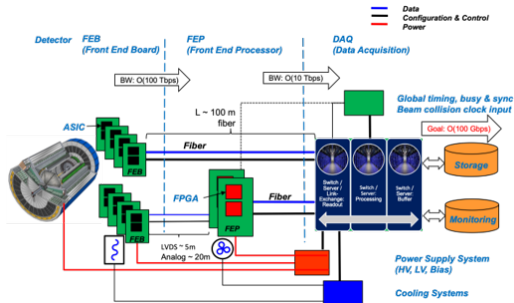 Data
Configuration & Control
Power
Detector
FEB
(Front End Board)
FEP
(Front End Processor)
DAQ
(Data Acquisition)
BW: O(100 Tbps)
BW: O(10 Tbps)
L ~ 100 m
fiber
Global timing, busy & sync
Beam collision clock input
Goal: O(100 Gbps)
ASIC
Fiber
FEB
FPGA
Fiber
FEP
FEB
LVDS ~ 5m
Analog ~ 20m
Switch /
Server /
Link-
Exchange:
Readout
Switch /
Server:
Processing
Switch
/ Server:
Buffer
Storage
Monitoring
Power Supply System
(HV, LV, Bias)
Cooling Systems